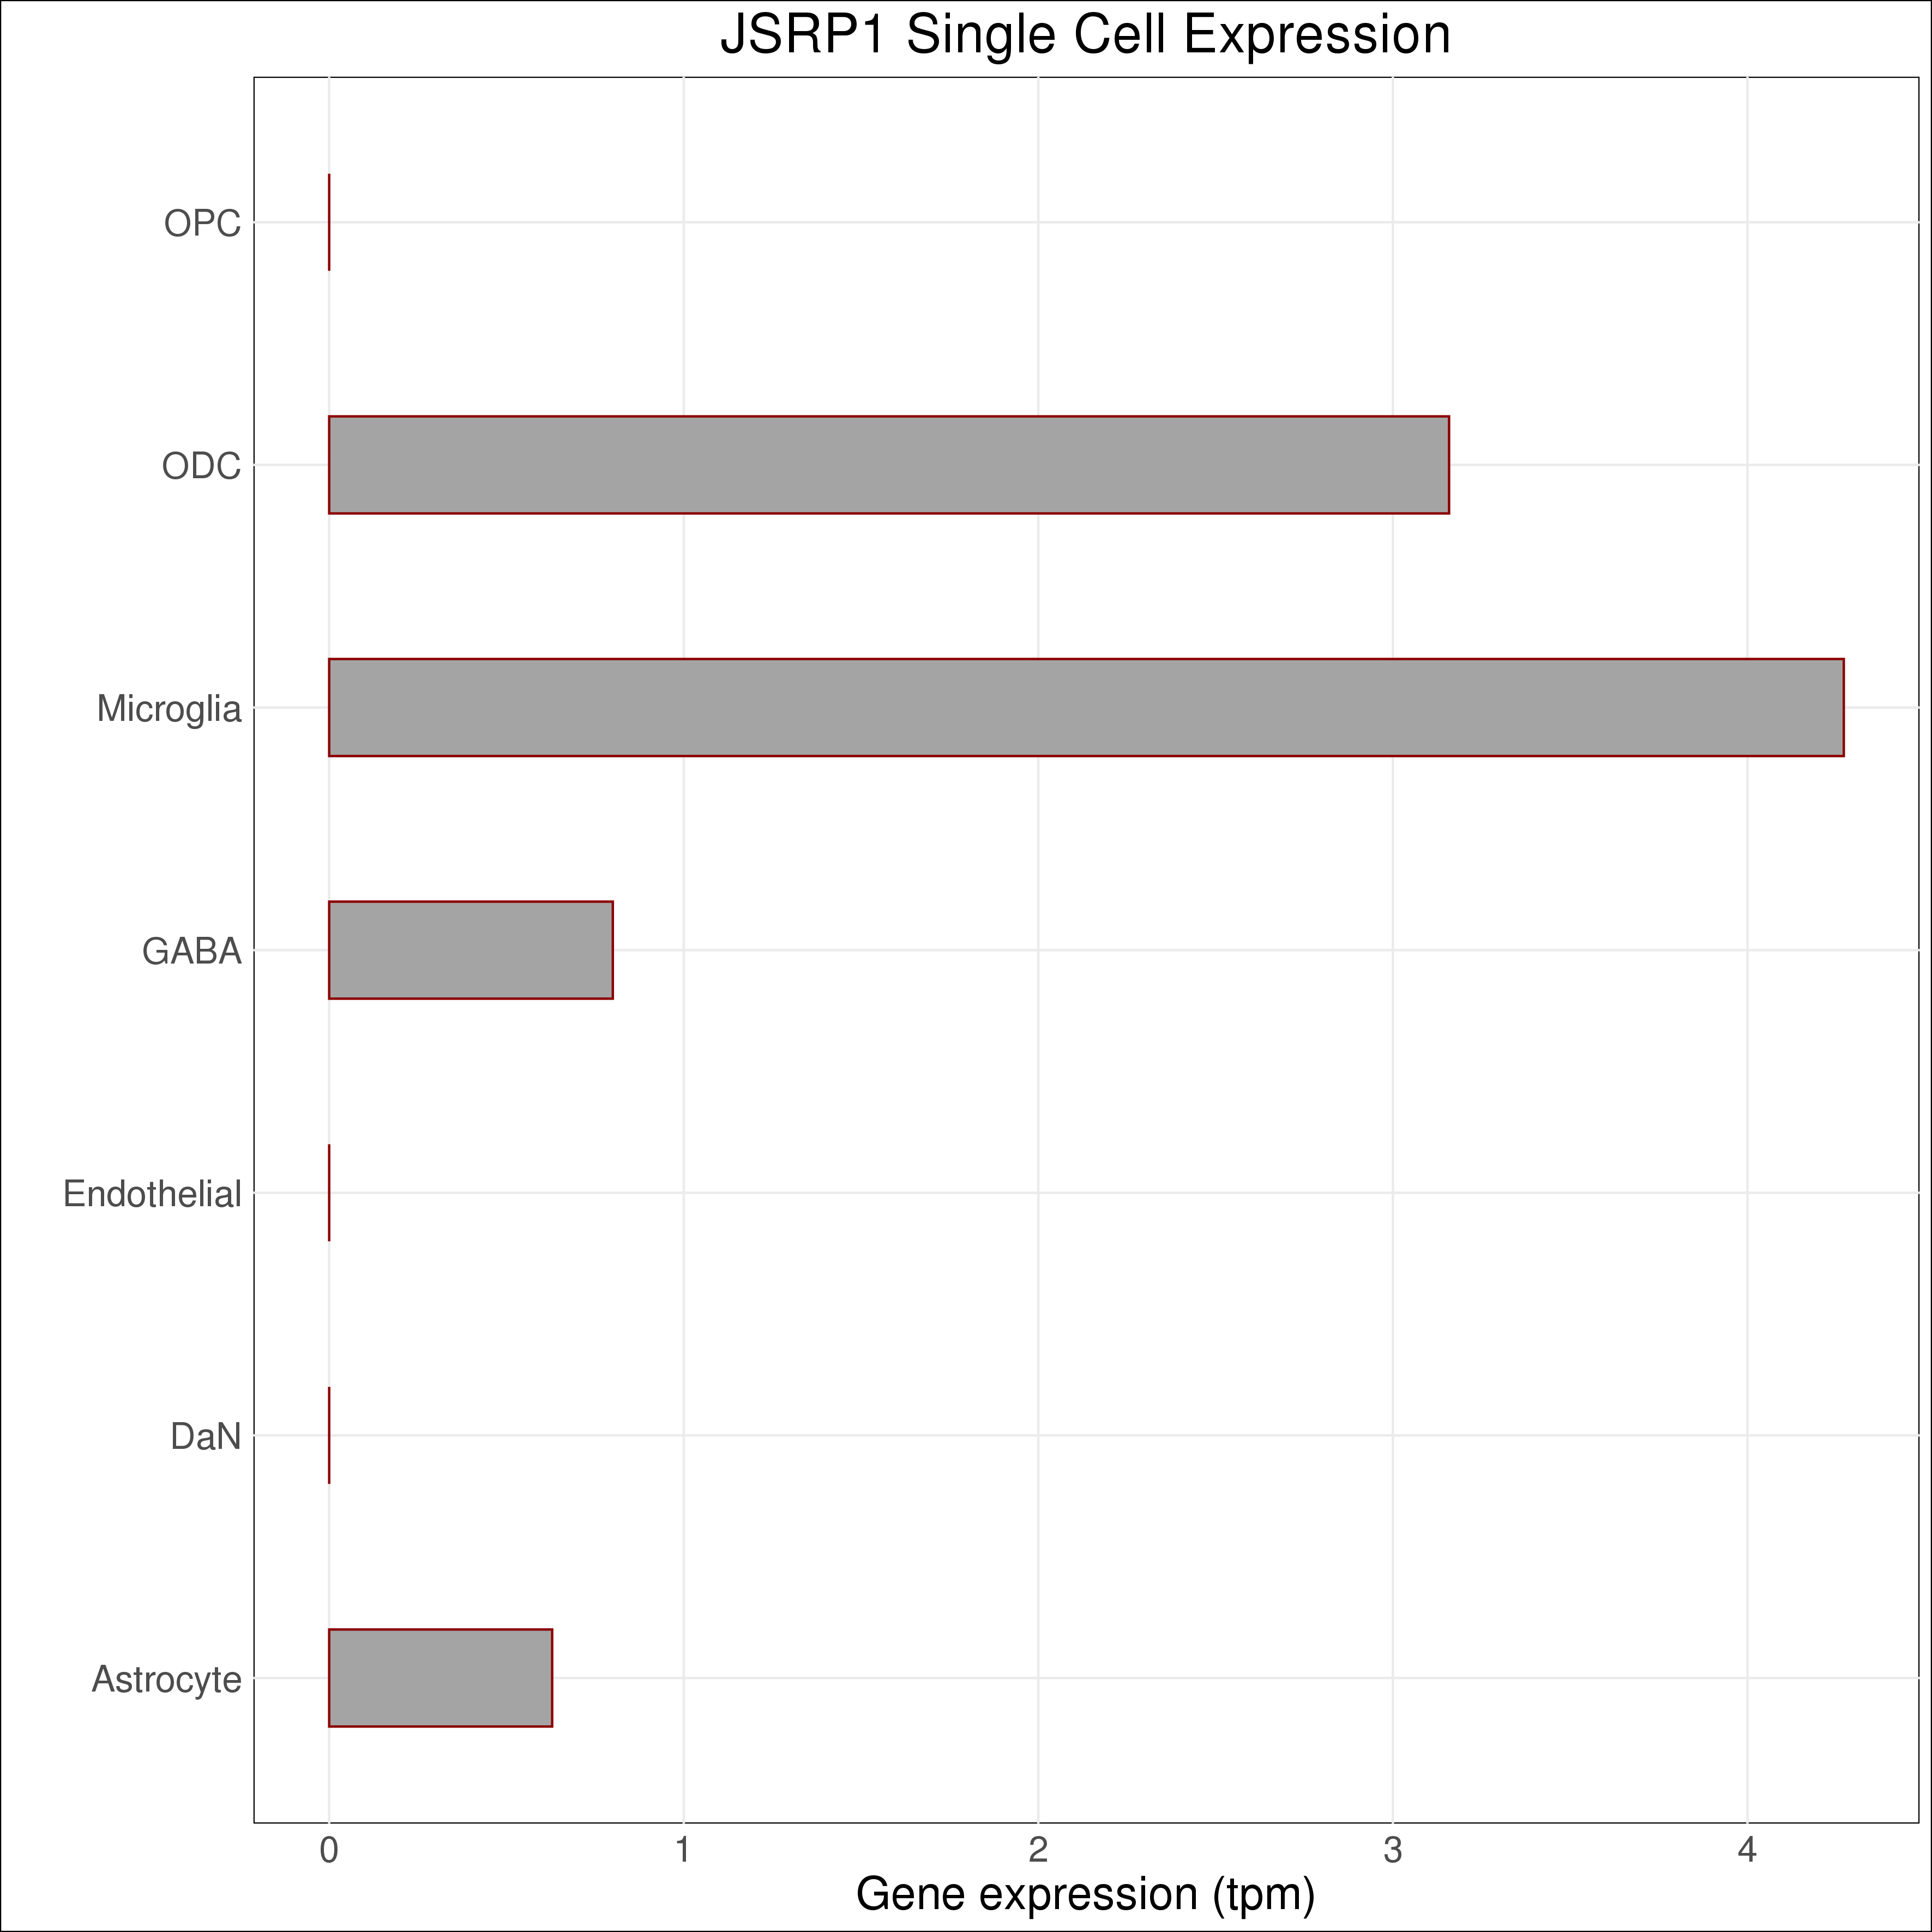 JSRP1 Single Cell Expression
OPC
ODC
Microglia
GABA
Endothelial
DaN
Astrocyte
0 1 2 3 4
Gene expression (tpm)